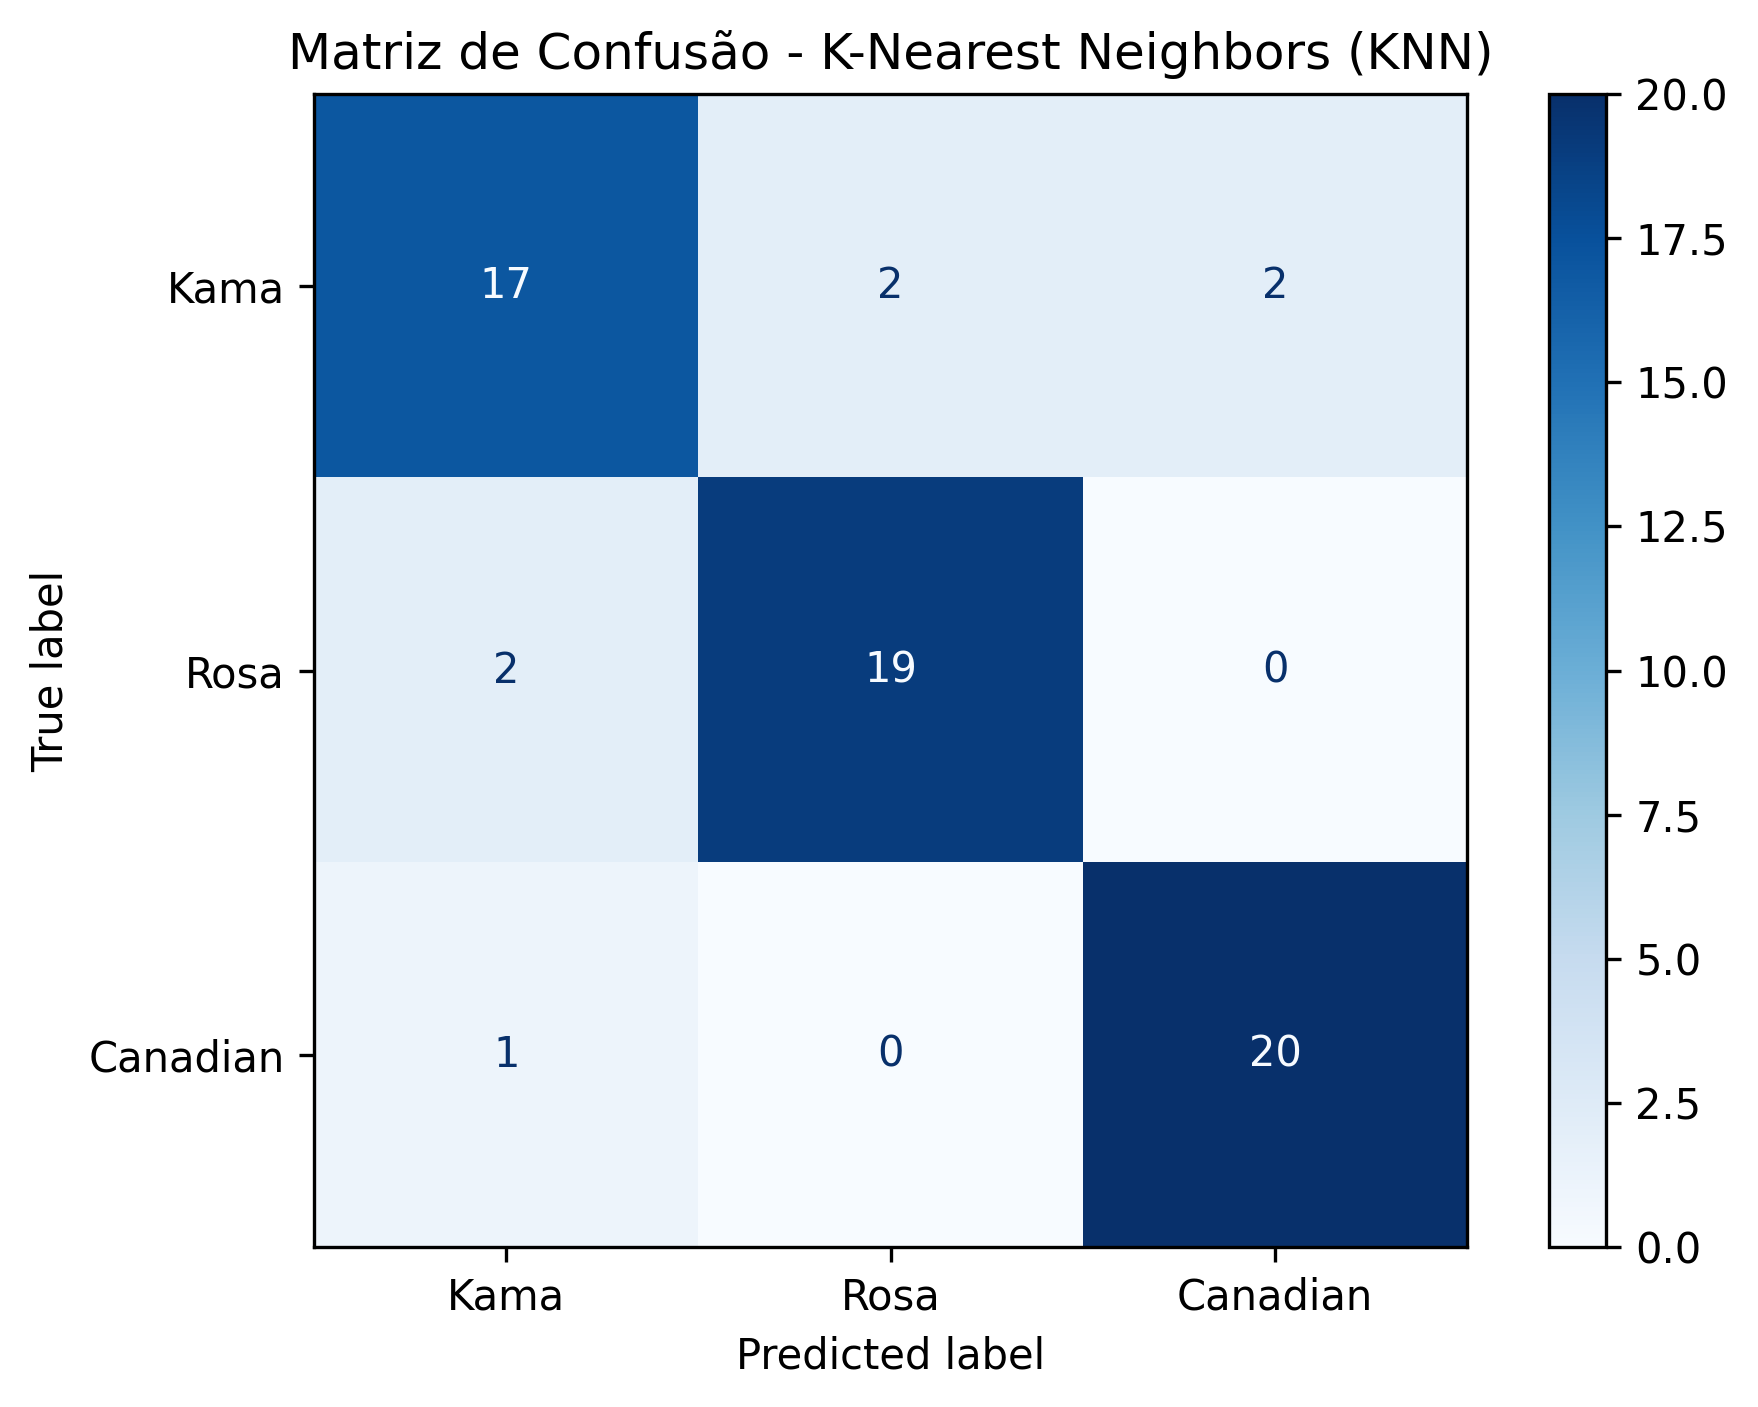 Matriz de Confusão - K-Nearest Neighbors (KNN)
True label
Kama
17
2
2
Rosa
2
19
0
Canadian
1
0
20
Kama
Rosa
Canadian
Predicted label
20.0
17.5
15.0
12.5
10.0
7.5
5.0
2.5
0.0